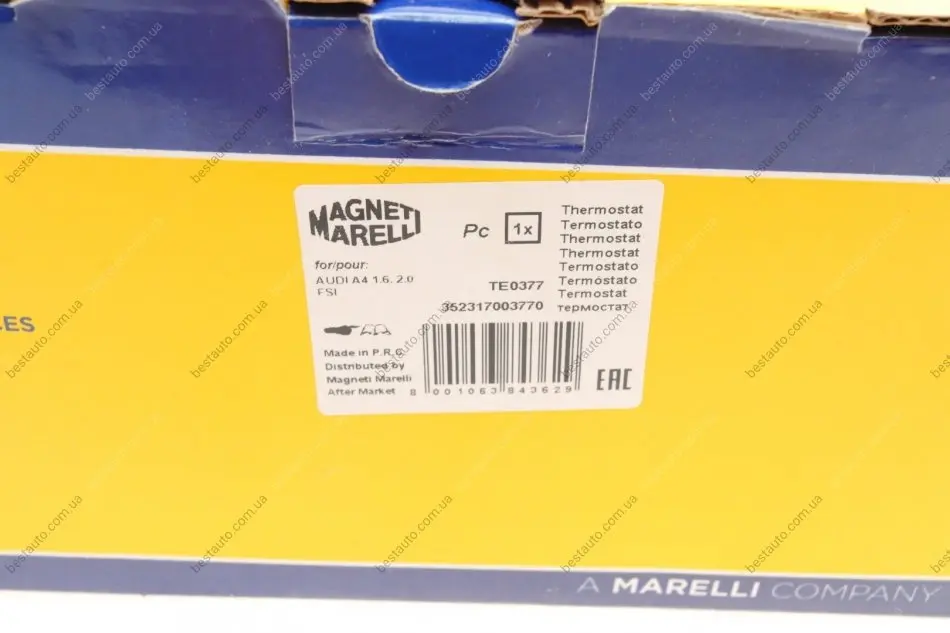 MAGNETI
MARELLI
Pc 1x
Thermostat
Termostato
Thermostat
Thermostat
Termostato
Termóstato
Termostat
термостат
for/pour:
AUDI A4 1.6, 2.0
FSI
TE0377
352317003770
Made in P.R.C
Distributed by
Magneti Marelli
After Market
8 001063 843629
EAC
CES
A MARELLI COMPANY
bestauto.com.ua